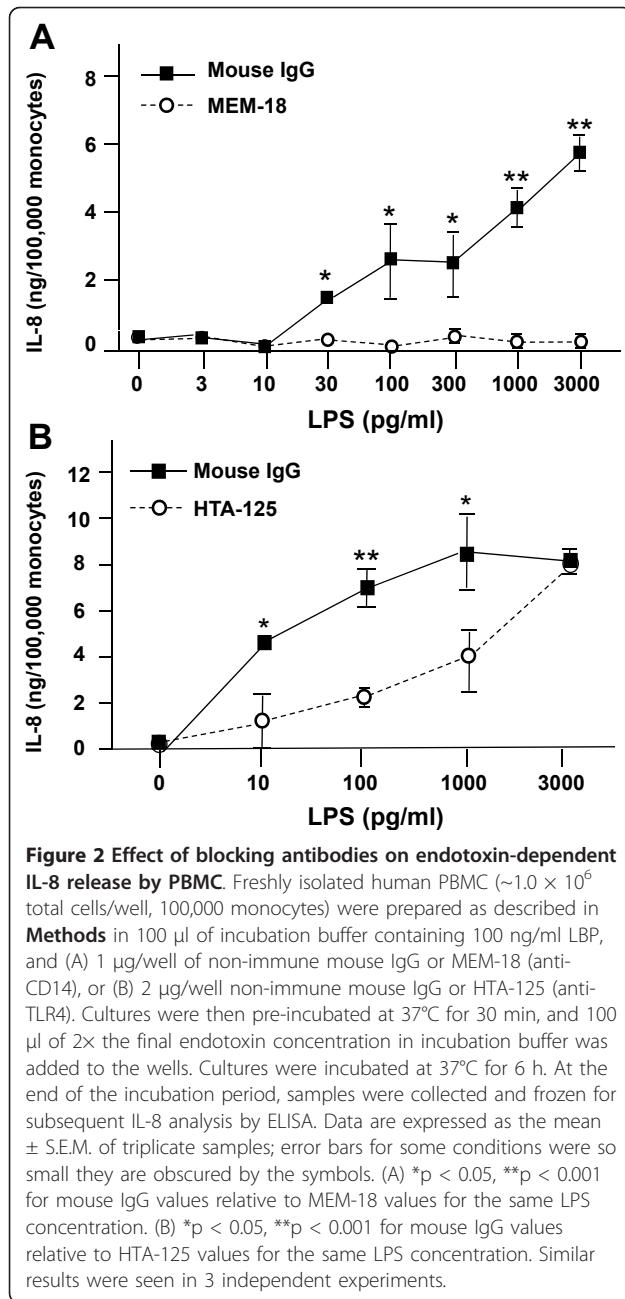 A
Mouse IgG
MEM-18
IL-8 (ng/100,000 monocytes)
8
6
4
2
0
*
*
*
**
**
0 3 10 30 100 300 1000 3000
LPS (pg/ml)
B
Mouse IgG
HTA-125
IL-8 (ng/100,000 monocytes)
12
10
8
6
4
2
0
*
**
*
0 10 100 1000 3000
LPS (pg/ml)
Figure 2 Effect of blocking antibodies on endotoxin-dependent
IL-8 release by PBMC. Freshly isolated human PBMC (~1.0 × 10⁶
total cells/well, 100,000 monocytes) were prepared as described in
Methods in 100 μl of incubation buffer containing 100 ng/ml LBP,
and (A) 1 μg/well of non-immune mouse IgG or MEM-18 (anti-
CD14), or (B) 2 μg/well non-immune mouse IgG or HTA-125 (anti-
TLR4). Cultures were then pre-incubated at 37°C for 30 min, and 100
μl of 2× the final endotoxin concentration in incubation buffer was
added to the wells. Cultures were incubated at 37°C for 6 h. At the
end of the incubation period, samples were collected and frozen for
subsequent IL-8 analysis by ELISA. Data are expressed as the mean
± S.E.M. of triplicate samples; error bars for some conditions were so
small they are obscured by the symbols. (A) *p < 0.05, **p < 0.001
for mouse IgG values relative to MEM-18 values for the same LPS
concentration. (B) *p < 0.05, **p < 0.001 for mouse IgG values
relative to HTA-125 values for the same LPS concentration. Similar
results were seen in 3 independent experiments.